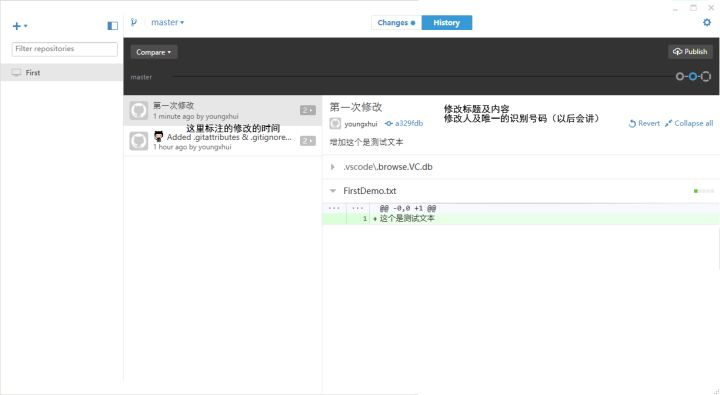 master
Changes
History
Filter repositories
First
Compare
Publish
master
第一次修改
1 minute ago by youngxhui
2
这里标注的修改的时间
Added .gitattributes & .gitignore...
1 hour ago by youngxhui
2
第一次修改
修改标题及内容
youngxhui
a329fdb
修改人及唯一的识别号码（以后会讲）
Revert
Collapse all
增加这个是测试文本
.vscode\.browse.VC.db
FirstDemo.txt
... ... @@ -0,0 +1 @@
1 + 这个是测试文本